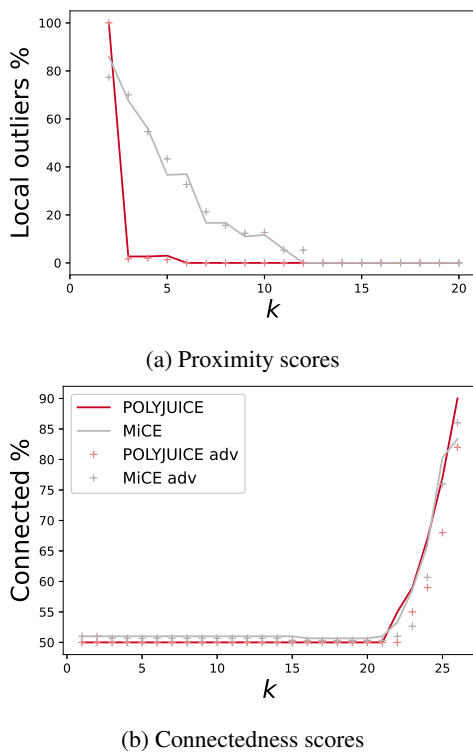 100
80
60
40
20
0
Local outliers %
0 5 10 15 20
k
(a) Proximity scores
90
85
80
75
70
65
60
55
50
Connected %
POLYJUICE
MiCE
POLYJUICE adv
MiCE adv
0 5 10 15 20 25
k
(b) Connectedness scores